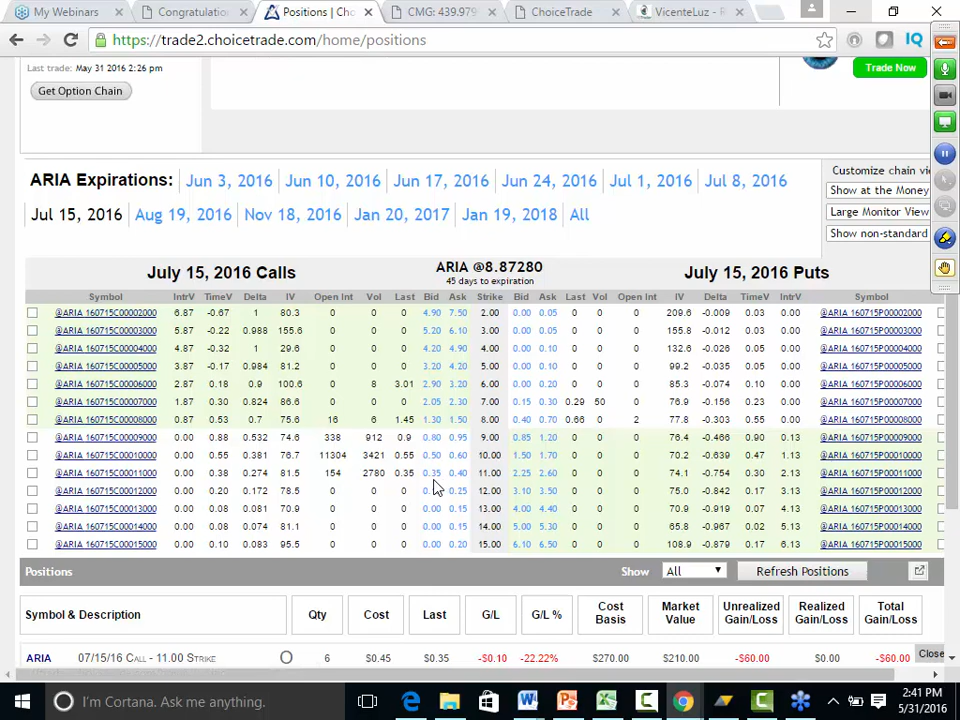 My Webinars
Congratulation
Positions | Cho
CMG: 439.979
ChoiceTrade
VicenteLuz - R
https://trade2.choicetrade.com/home/positions
IQ
Last trade: May 31 2016 2:26 pm
Get Option Chain
Trade Now
ARIA Expirations: Jun 3, 2016 Jun 10, 2016 Jun 17, 2016 Jun 24, 2016 Jul 1, 2016 Jul 8, 2016
Jul 15, 2016 Aug 19, 2016 Nov 18, 2016 Jan 20, 2017 Jan 19, 2018 All
Customize chain vi
Show at the Money
Large Monitor View
Show non-standard
July 15, 2016 Calls ARIA @8.87280 July 15, 2016 Puts
45 days to expiration
Symbol IntrV TimeV Delta IV Open Int Vol Last Bid Ask Strike Bid Ask Last Vol Open Int IV Delta TimeV IntrV Symbol
@ARIA 160715C00002000 6.87 -0.67 1 80.3 0 0 0 4.90 7.50 2.00 0.00 0.05 0 0 0 209.6 -0.009 0.03 0.00 @ARIA 160715P00002000
@ARIA 160715C00003000 5.87 -0.22 0.988 155.6 0 0 0 5.20 6.10 3.00 0.00 0.05 0 0 0 155.8 -0.012 0.03 0.00 @ARIA 160715P00003000
@ARIA 160715C00004000 4.87 -0.32 1 29.6 0 0 0 4.20 4.90 4.00 0.00 0.10 0 0 0 132.6 -0.026 0.05 0.00 @ARIA 160715P00004000
@ARIA 160715C00005000 3.87 -0.17 0.984 81.2 0 0 0 3.20 4.20 5.00 0.00 0.10 0 0 0 99.2 -0.035 0.05 0.00 @ARIA 160715P00005000
@ARIA 160715C00006000 2.87 0.18 0.9 100.6 0 8 3.01 2.90 3.20 6.00 0.00 0.20 0 0 0 85.3 -0.074 0.10 0.00 @ARIA 160715P00006000
@ARIA 160715C00007000 1.87 0.30 0.824 86.6 0 0 0 2.05 2.30 7.00 0.15 0.30 0.29 50 0 76.9 -0.156 0.23 0.00 @ARIA 160715P00007000
@ARIA 160715C00008000 0.87 0.53 0.7 75.6 16 6 1.45 1.30 1.50 8.00 0.40 0.70 0.66 0 2 77.8 -0.303 0.55 0.00 @ARIA 160715P00008000
@ARIA 160715C00009000 0.00 0.88 0.532 74.6 338 912 0.9 0.80 0.95 9.00 0.85 1.20 0 0 0 76.4 -0.466 0.90 0.13 @ARIA 160715P00009000
@ARIA 160715C00010000 0.00 0.55 0.381 76.7 11304 3421 0.55 0.50 0.60 10.00 1.50 1.70 0 0 0 70.2 -0.639 0.47 1.13 @ARIA 160715P00010000
@ARIA 160715C00011000 0.00 0.38 0.274 81.5 154 2780 0.35 0.35 0.40 11.00 2.25 2.60 0 0 0 74.1 -0.754 0.30 2.13 @ARIA 160715P00011000
@ARIA 160715C00012000 0.00 0.20 0.172 78.5 0 0 0 0.25 12.00 3.10 3.50 0 0 0 75.0 -0.842 0.17 3.13 @ARIA 160715P00012000
@ARIA 160715C00013000 0.00 0.08 0.081 70.9 0 0 0 0.00 0.15 13.00 4.00 4.40 0 0 0 70.9 -0.919 0.07 4.13 @ARIA 160715P00013000
@ARIA 160715C00014000 0.00 0.08 0.074 81.1 0 0 0 0.00 0.15 14.00 5.00 5.30 0 0 0 65.8 -0.967 0.02 5.13 @ARIA 160715P00014000
@ARIA 160715C00015000 0.00 0.10 0.083 95.5 0 0 0 0.00 0.20 15.00 6.10 6.50 0 0 0 108.9 -0.879 0.17 6.13 @ARIA 160715P00015000
Positions Show All Refresh Positions
Symbol & Description Qty Cost Last G/L G/L % Cost Basis Market Value Unrealized Gain/Loss Realized Gain/Loss Total Gain/Loss
ARIA 07/15/16 CALL - 11.00 STRIKE 6 $0.45 $0.35 -$0.10 -22.22% $270.00 $210.00 -$60.00 $0.00 -$60.00 Close
I'm Cortana. Ask me anything.
2:41 PM
5/31/2016